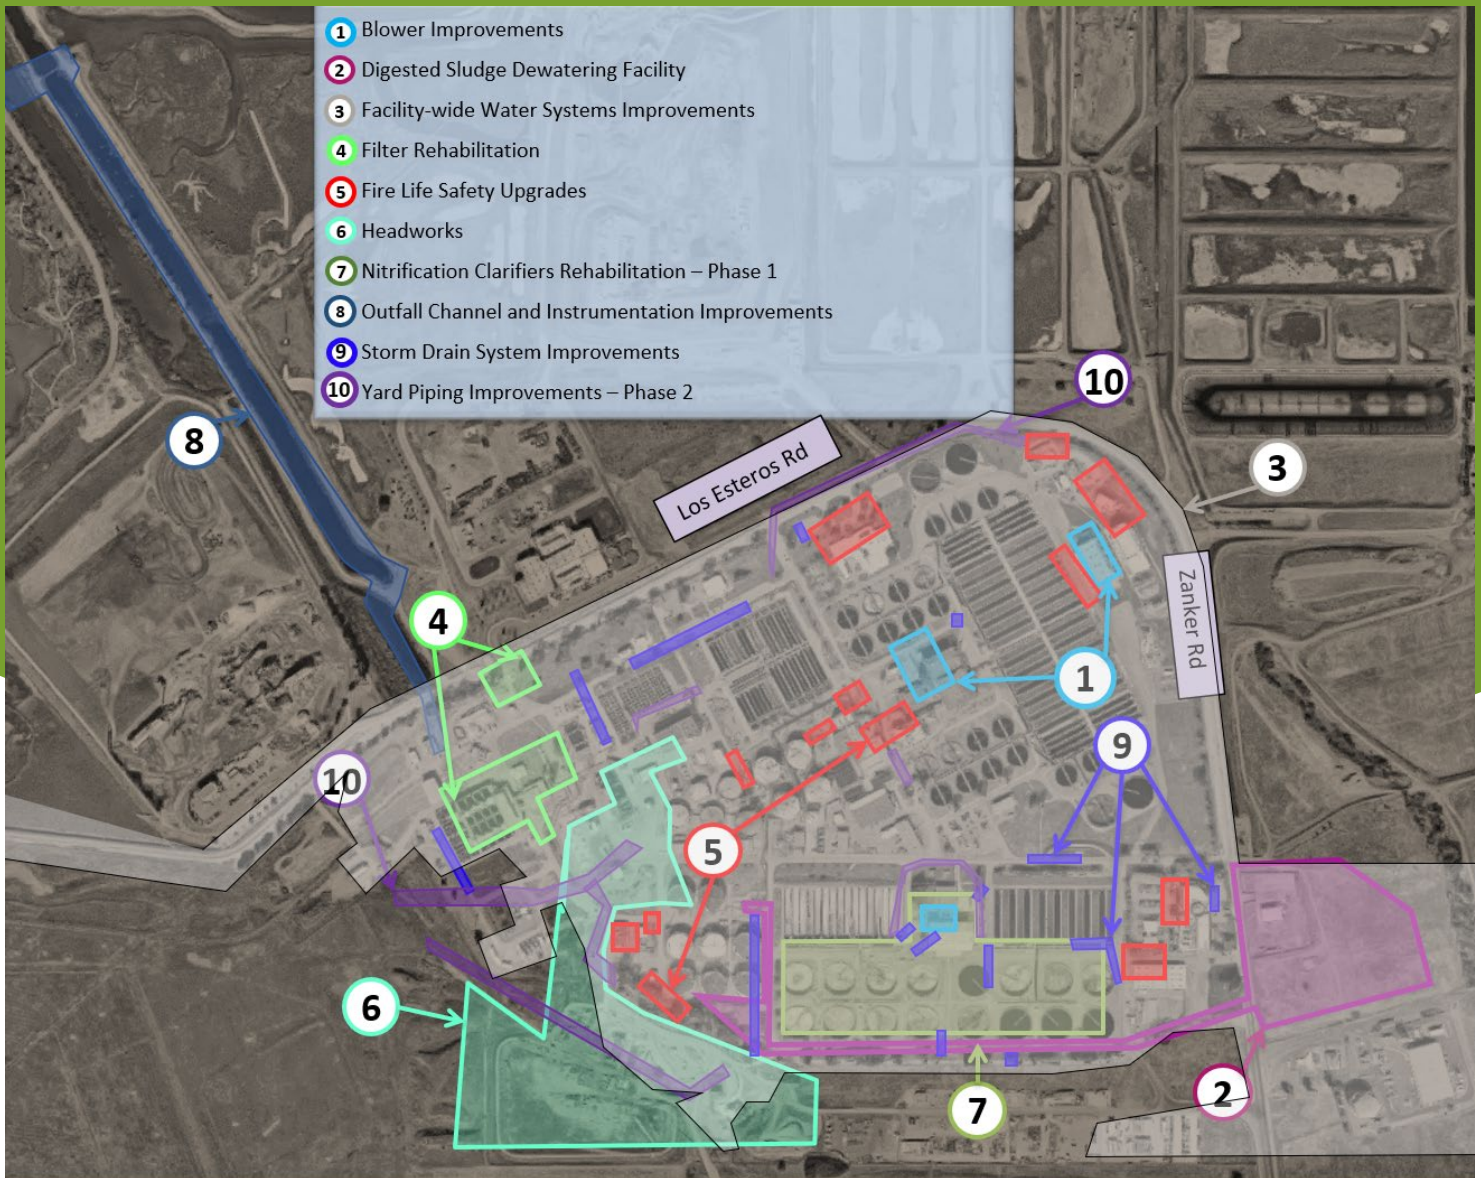 1 Blower Improvements
2 Digested Sludge Dewatering Facility
3 Facility-wide Water Systems Improvements
4 Filter Rehabilitation
5 Fire Life Safety Upgrades
6 Headworks
7 Nitrification Clarifiers Rehabilitation – Phase 1
8 Outfall Channel and Instrumentation Improvements
9 Storm Drain System Improvements
10 Yard Piping Improvements – Phase 2
10
8
Los Esteros Rd
3
4
Zanker Rd
1
9
10
5
6
2
7